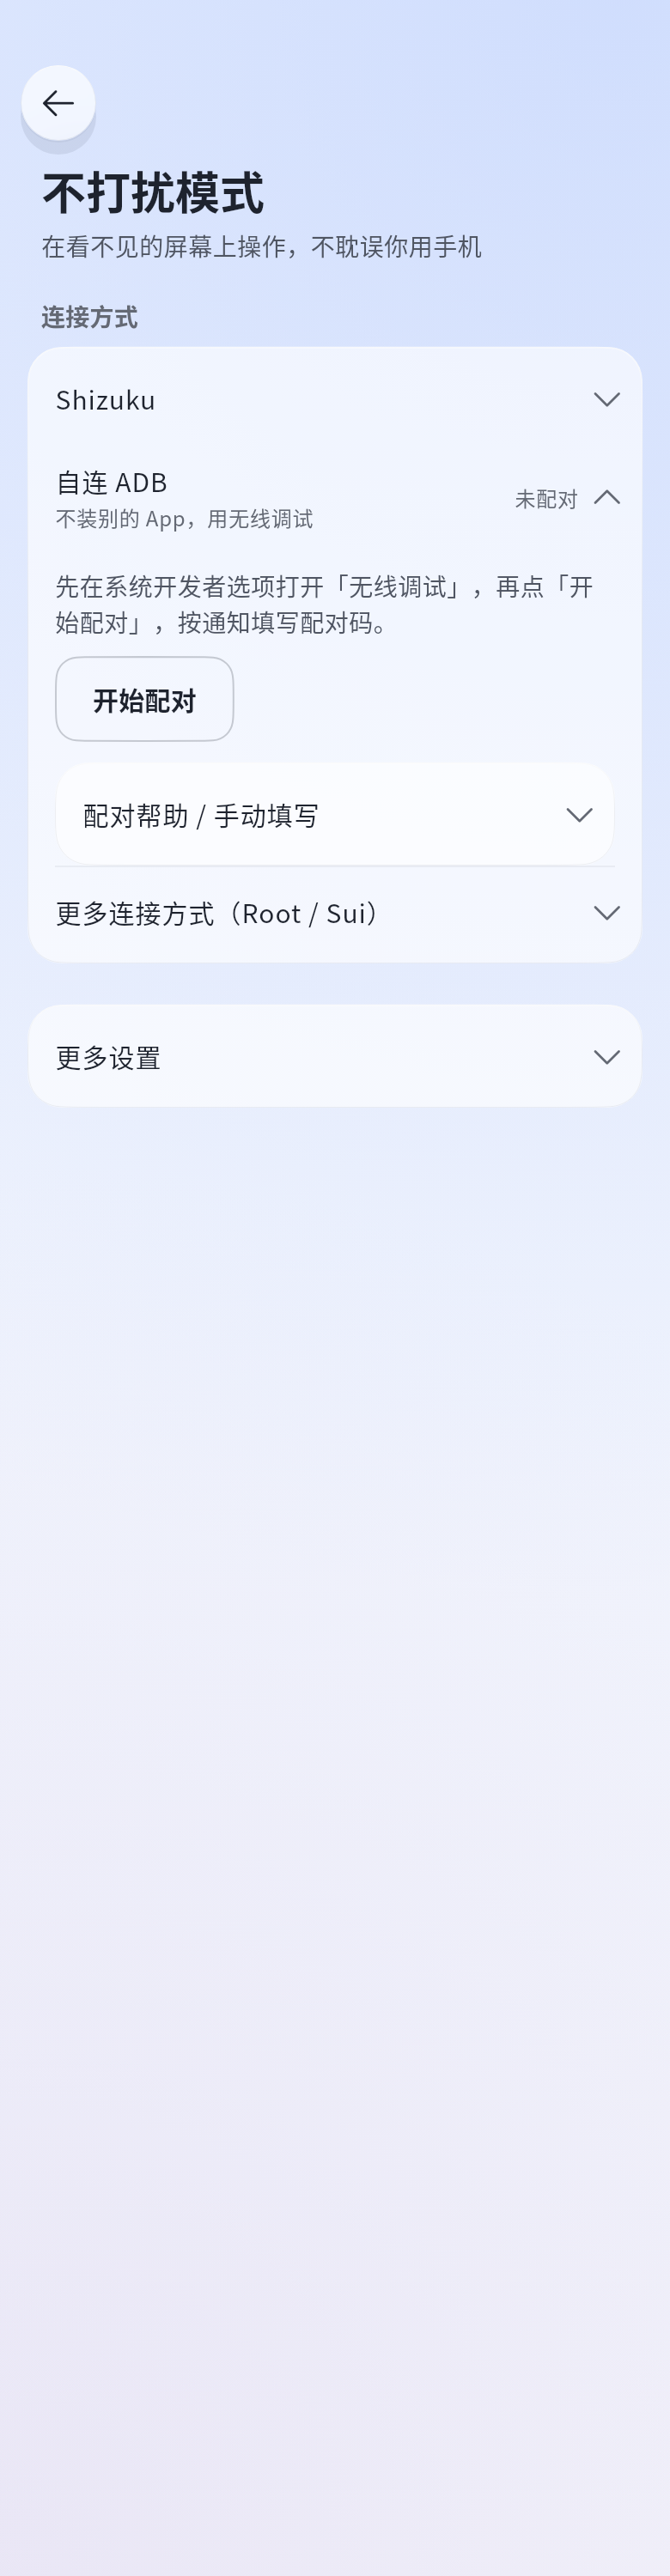 不打扰模式
在看不见的屏幕上操作，不耽误你用手机
连接方式
Shizuku
自连 ADB
不装别的 App，用无线调试
未配对
先在系统开发者选项打开「无线调试」，再点「开
始配对」，按通知填写配对码。
开始配对
配对帮助 / 手动填写
更多连接方式（Root / Sui）
更多设置